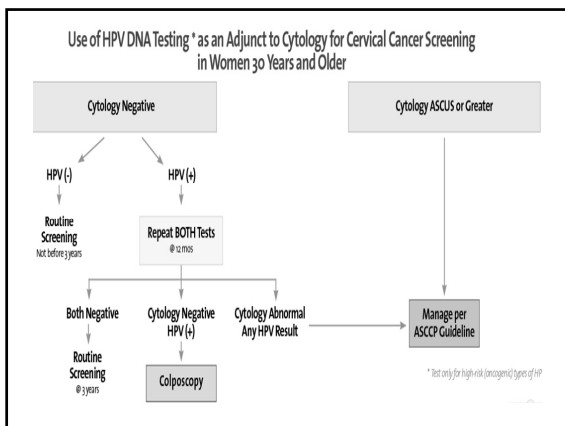 Use of HPV DNA Testing * as an Adjunct to Cytology for Cervical Cancer Screening
in Women 30 Years and Older
Cytology Negative
Cytology ASCUS or Greater
HPV (-)
HPV (+)
Routine
Screening
Not before 3 years
Repeat BOTH Tests
@ 12 mos
Both Negative
Cytology Negative
HPV (+)
Cytology Abnormal
Any HPV Result
Manage per
ASCCP Guideline
Routine
Screening
@ 3 years
Colposcopy
* Test only for high-risk (oncogenic) types of HP